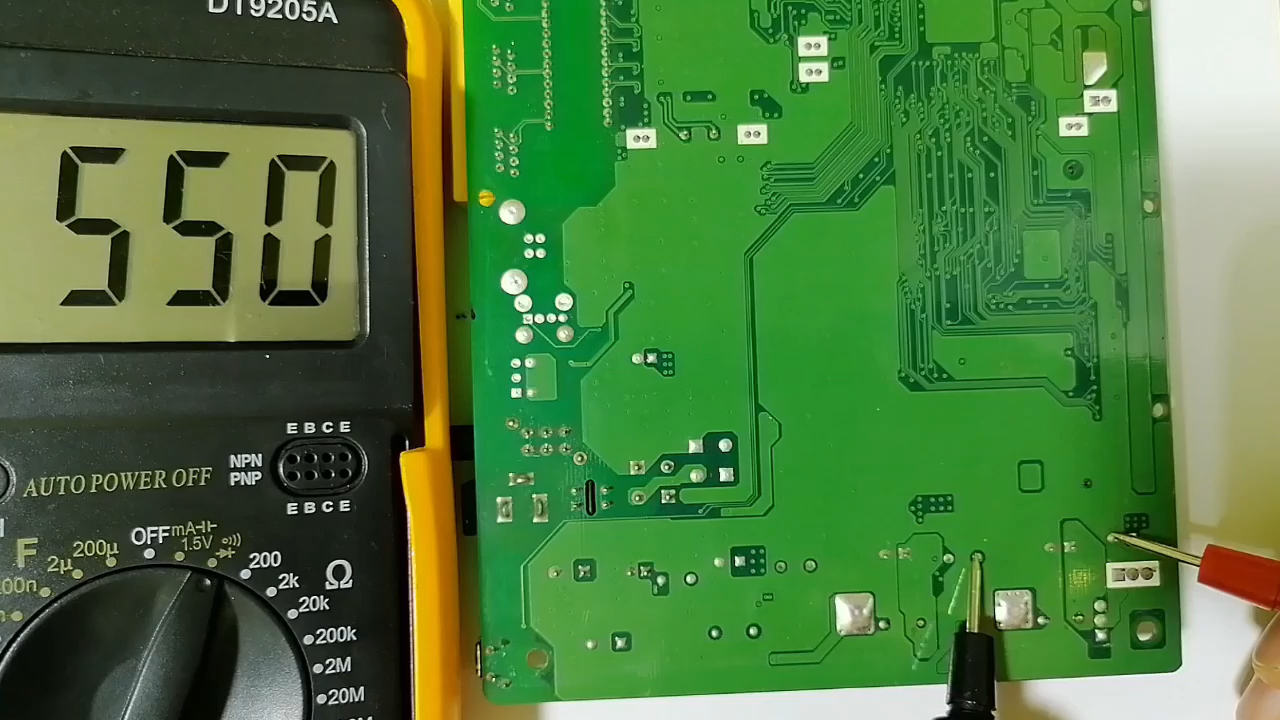 DT9205A
550
E B C E
NPN
PNP
E B C E
AUTO POWER OFF
OFF
mA
1.5V
F
200µ
2µ
200
2k
20k
200k
2M
20M
Ω